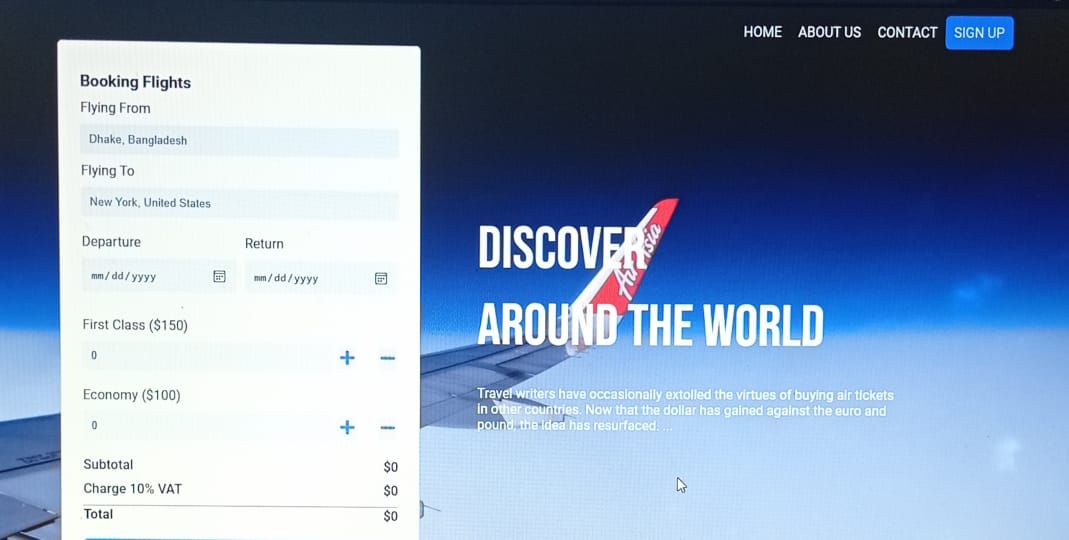 HOME ABOUT US CONTACT SIGN UP
Booking Flights
Flying From
Dhake, Bangladesh
Flying To
New York, United States
Departure Return
mm/dd/yyyy mm/dd/yyyy
First Class ($150)
0
Economy ($100)
0
Subtotal $0
Charge 10% VAT $0
Total $0
DISCOVER
AROUND THE WORLD
Travel writers have occasionally extolled the virtues of buying air tickets
in other countries. Now that the dollar has gained against the euro and
pound, the idea has resurfaced. ...
AirAsia